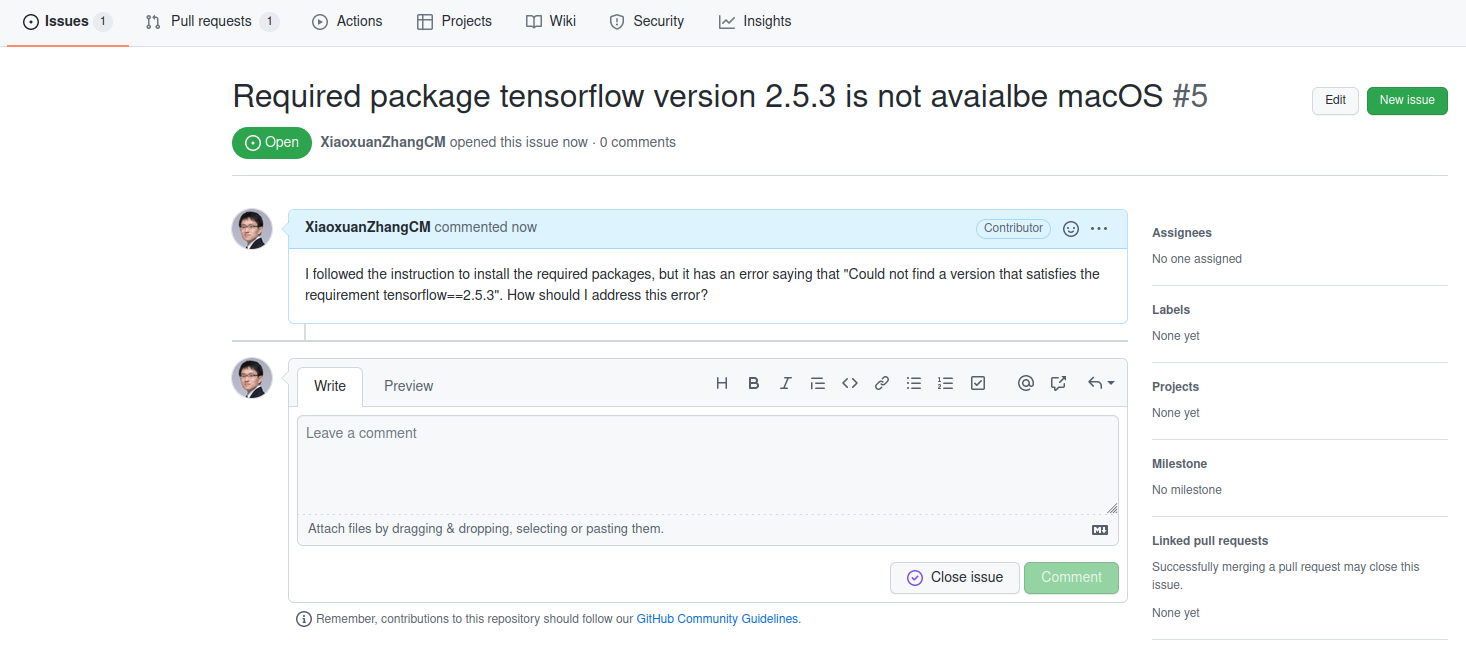 Issues 1 Pull requests 1 Actions Projects Wiki Security Insights
Required package tensorflow version 2.5.3 is not avaialbe macOS #5
Edit New issue
Open XiaoxuanZhangCM opened this issue now · 0 comments
XiaoxuanZhangCM commented now
Contributor
I followed the instruction to install the required packages, but it has an error saying that "Could not find a version that satisfies the
requirement tensorflow==2.5.3". How should I address this error?
Write Preview
Leave a comment
Attach files by dragging & dropping, selecting or pasting them.
Close issue Comment
Remember, contributions to this repository should follow our GitHub Community Guidelines.
Assignees
No one assigned
Labels
None yet
Projects
None yet
Milestone
No milestone
Linked pull requests
Successfully merging a pull request may close this
issue.
None yet